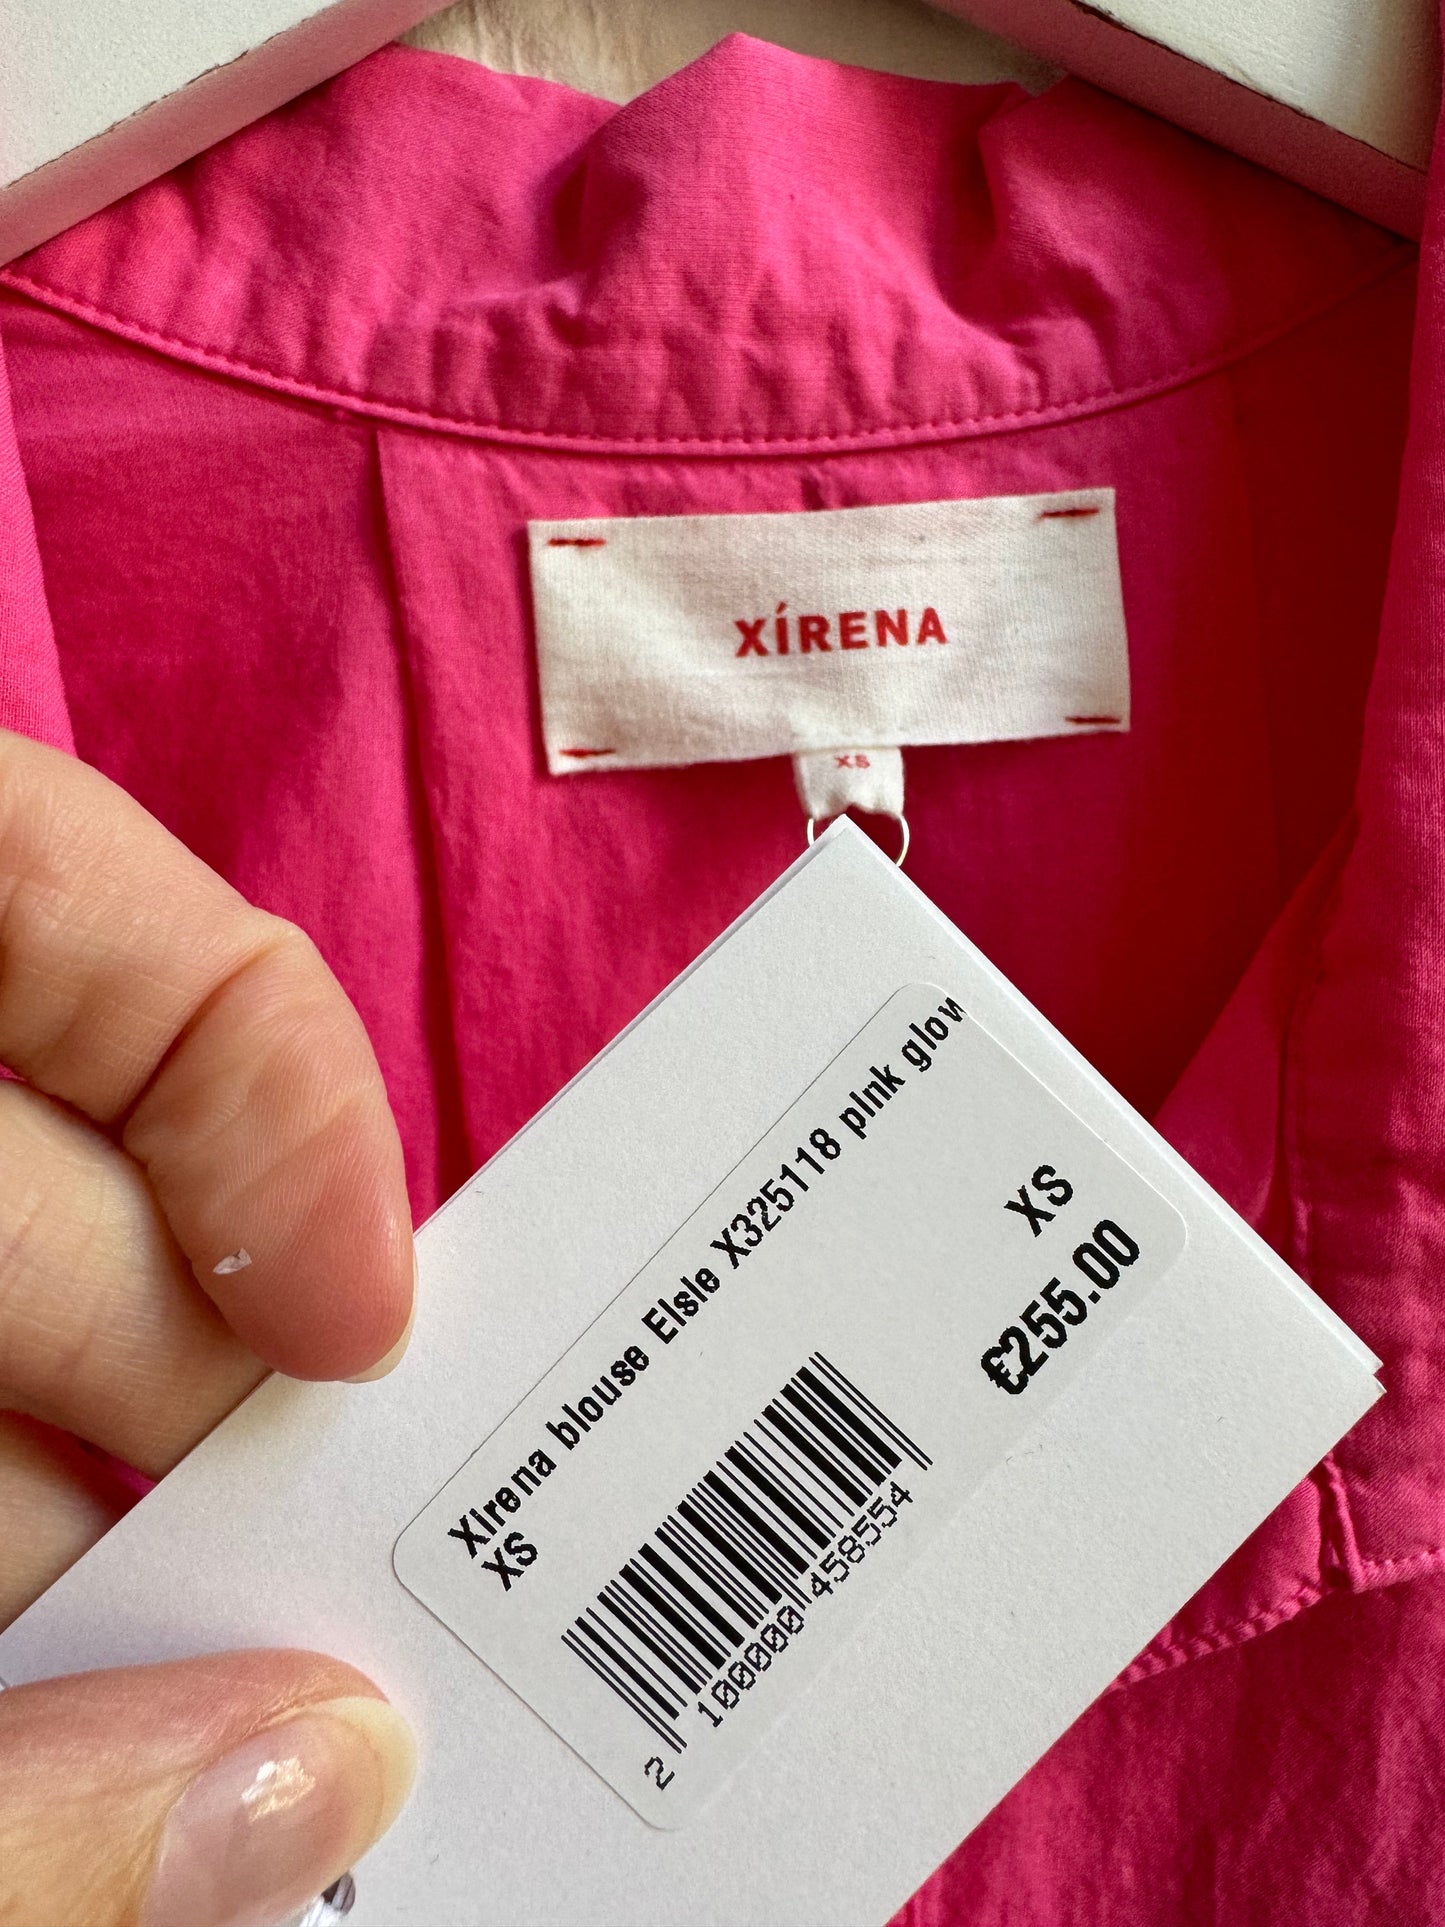 XÍRENA
XS
Xirena blouse Elsie X325118 pink glow
XS
XS
€255.00
2 100000 458554